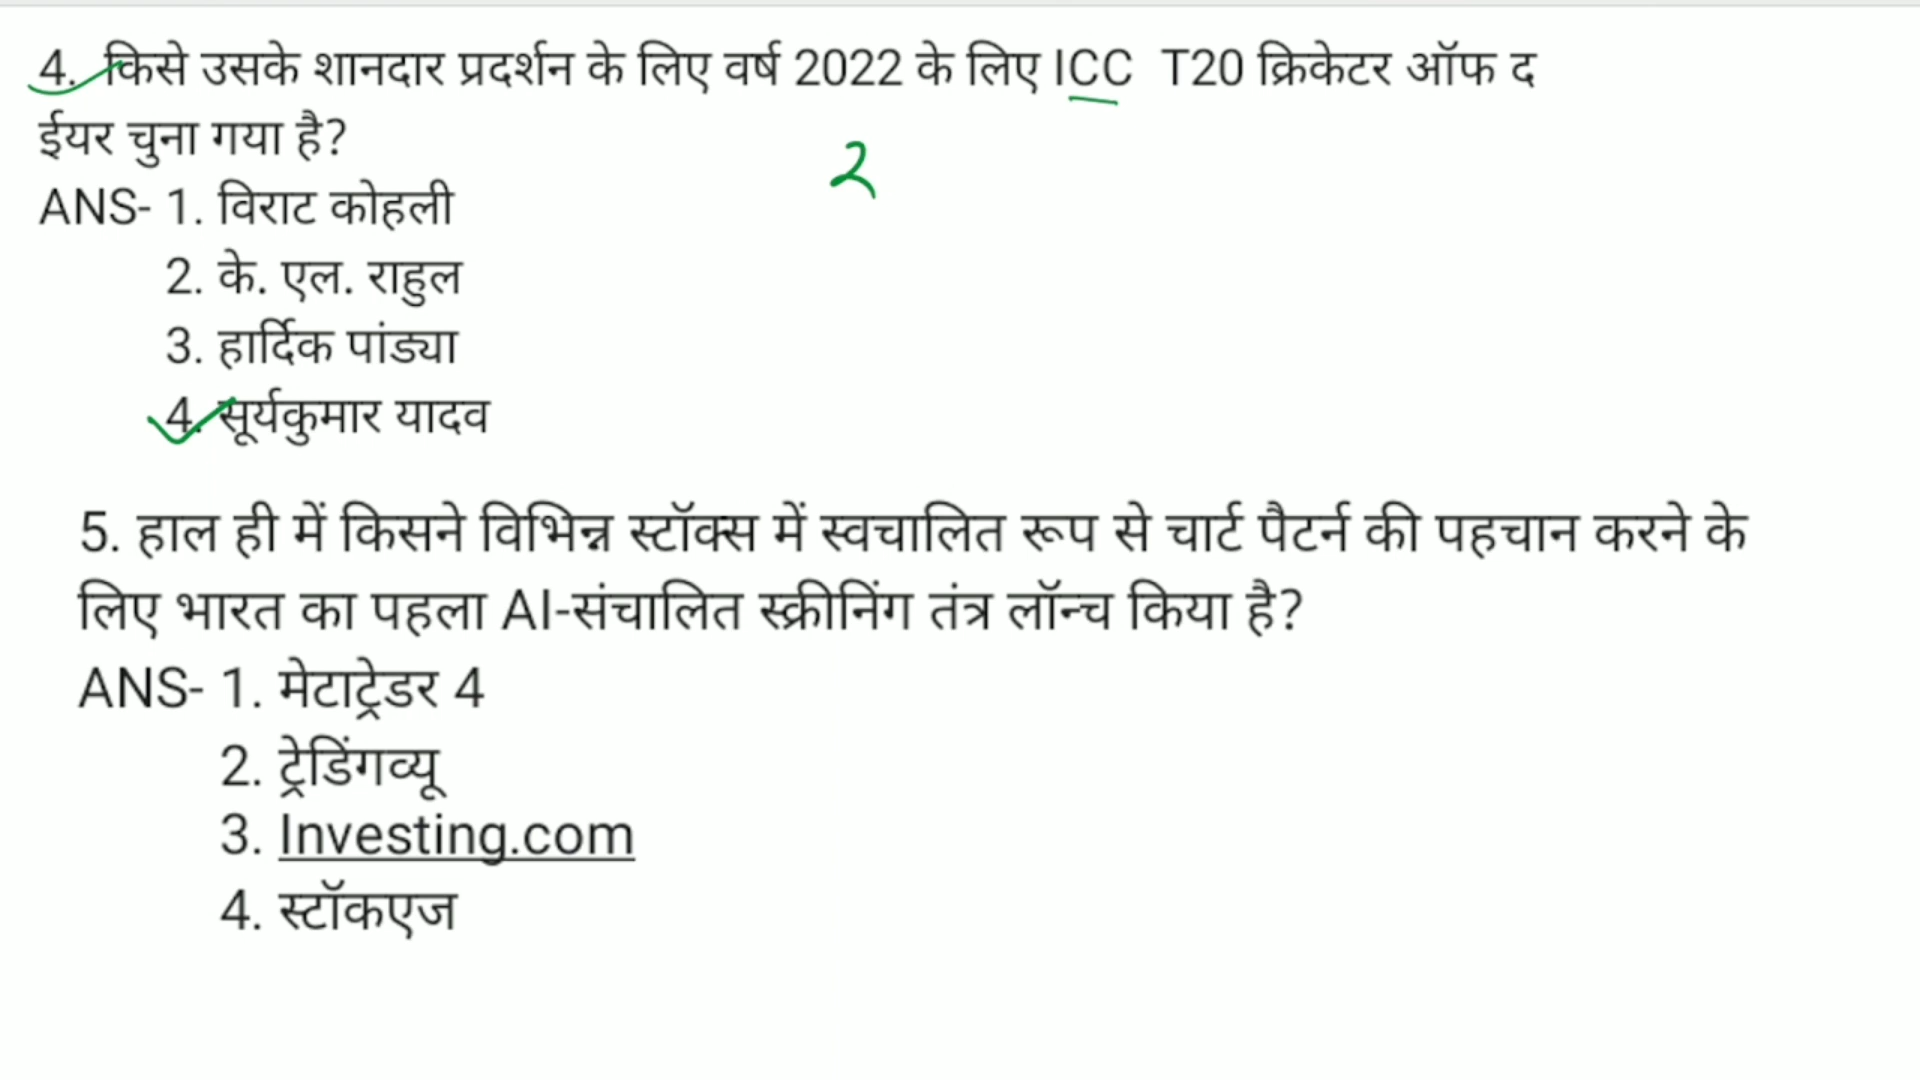 4. किसे उसके शानदार प्रदर्शन के लिए वर्ष 2022 के लिए ICC T20 क्रिकेटर ऑफ द
ईयर चुना गया है?
2
ANS- 1. विराट कोहली
2. के. एल. राहुल
3. हार्दिक पांड्या
4. सूर्यकुमार यादव
5. हाल ही में किसने विभिन्न स्टॉक्स में स्वचालित रूप से चार्ट पैटर्न की पहचान करने के
लिए भारत का पहला AI-संचालित स्क्रीनिंग तंत्र लॉन्च किया है?
ANS- 1. मेटाट्रेडर 4
2. ट्रेडिंगव्यू
3. Investing.com
4. स्टॉकएज